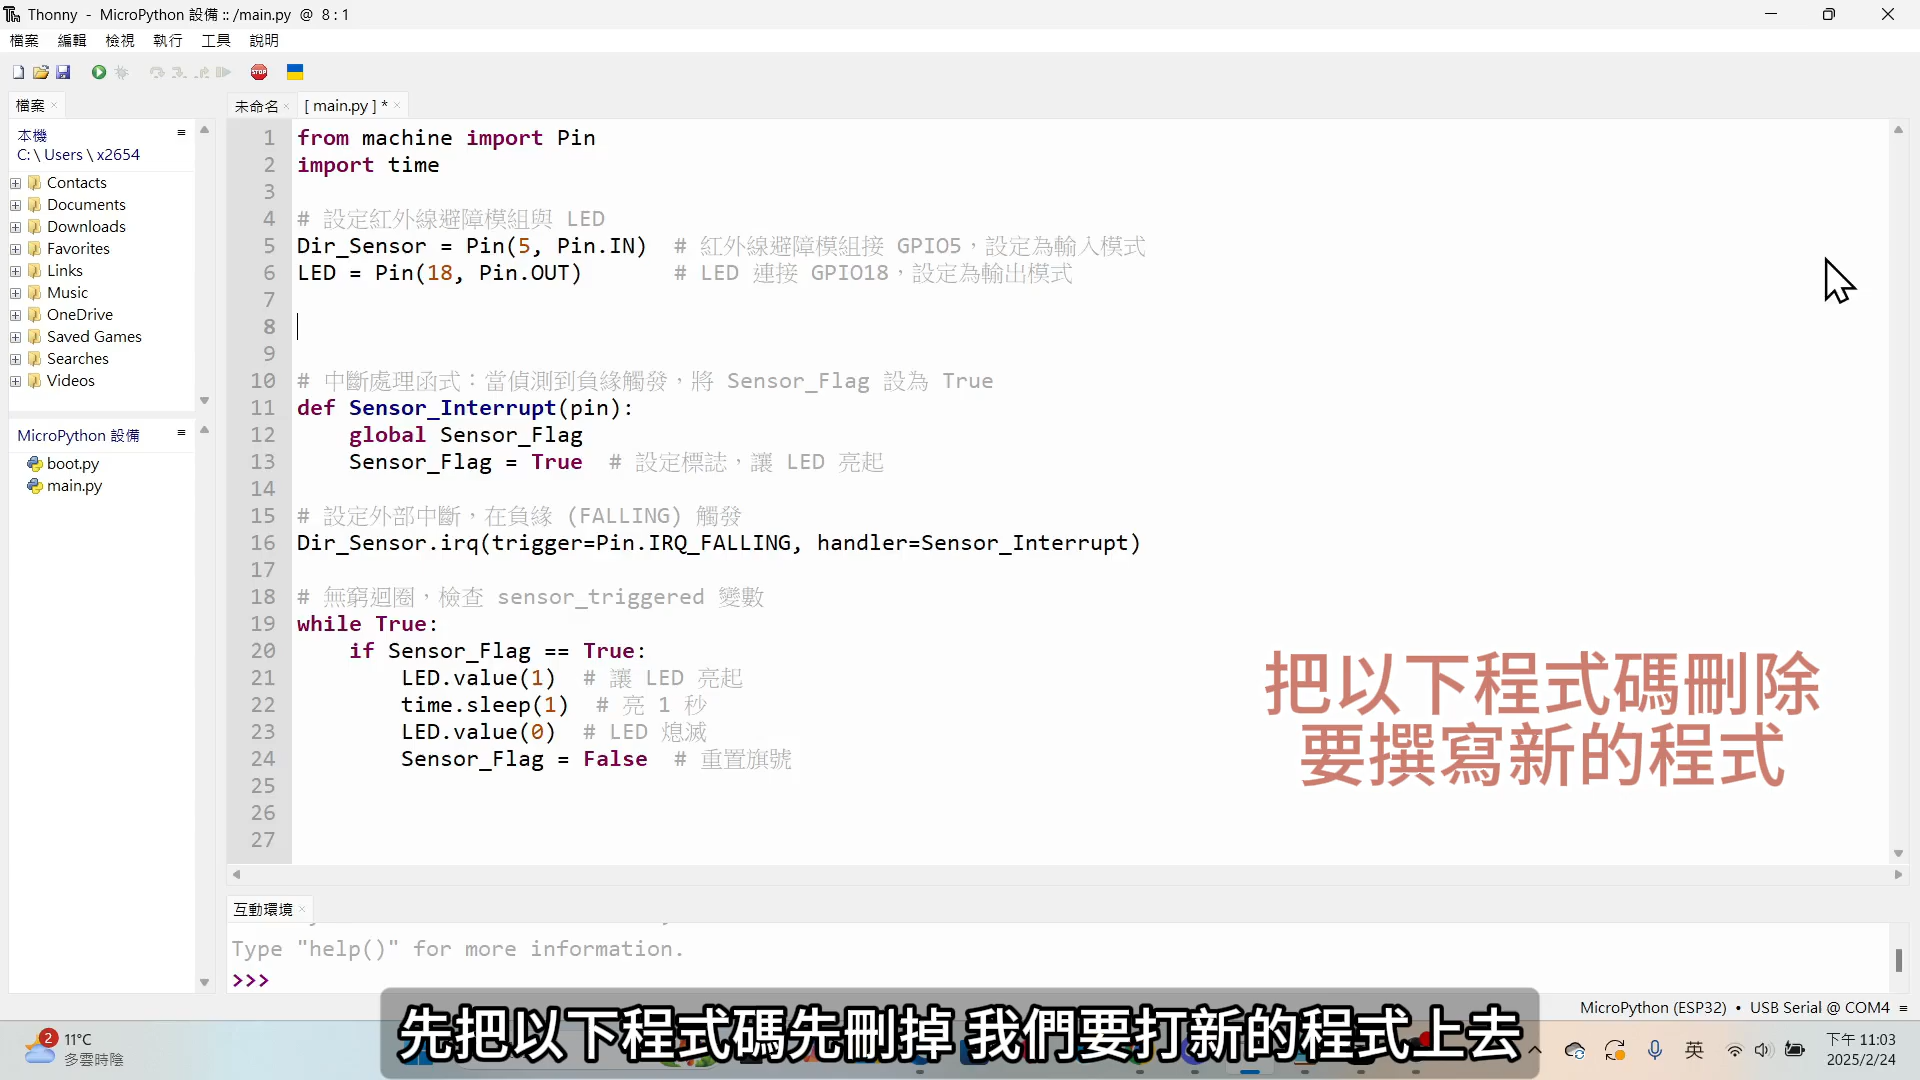 Thonny - MicroPython 設備 :: /main.py @ 8 : 1
檔案 編輯 檢視 執行 工具 說明
STOP
檔案
本機
C: \ Users \ x2654
Contacts
Documents
Downloads
Favorites
Links
Music
OneDrive
Saved Games
Searches
Videos
MicroPython 設備
boot.py
main.py
未命名 [ main.py ] *
1 from machine import Pin
2 import time
3
4 # 設定紅外線避障模組與 LED
5 Dir_Sensor = Pin(5, Pin.IN) # 紅外線避障模組接 GPIO5，設定為輸入模式
6 LED = Pin(18, Pin.OUT) # LED 連接 GPIO18，設定為輸出模式
7
8
9
10 # 中斷處理函式：當偵測到負緣觸發，將 Sensor_Flag 設為 True
11 def Sensor_Interrupt(pin):
12 global Sensor_Flag
13 Sensor_Flag = True # 設定標誌，讓 LED 亮起
14
15 # 設定外部中斷，在負緣 (FALLING) 觸發
16 Dir_Sensor.irq(trigger=Pin.IRQ_FALLING, handler=Sensor_Interrupt)
17
18 # 無窮迴圈，檢查 sensor_triggered 變數
19 while True:
20 if Sensor_Flag == True:
21 LED.value(1) # 讓 LED 亮起
22 time.sleep(1) # 亮 1 秒
23 LED.value(0) # LED 熄滅
24 Sensor_Flag = False # 重置旗號
25
26
27
把以下程式碼刪除
要撰寫新的程式
互動環境
Type "help()" for more information.
>>>
MicroPython (ESP32) • USB Serial @ COM4
先把以下程式碼先刪掉 我們要打新的程式上去
2
11°C
多雲時陰
英
下午 11:03
2025/2/24